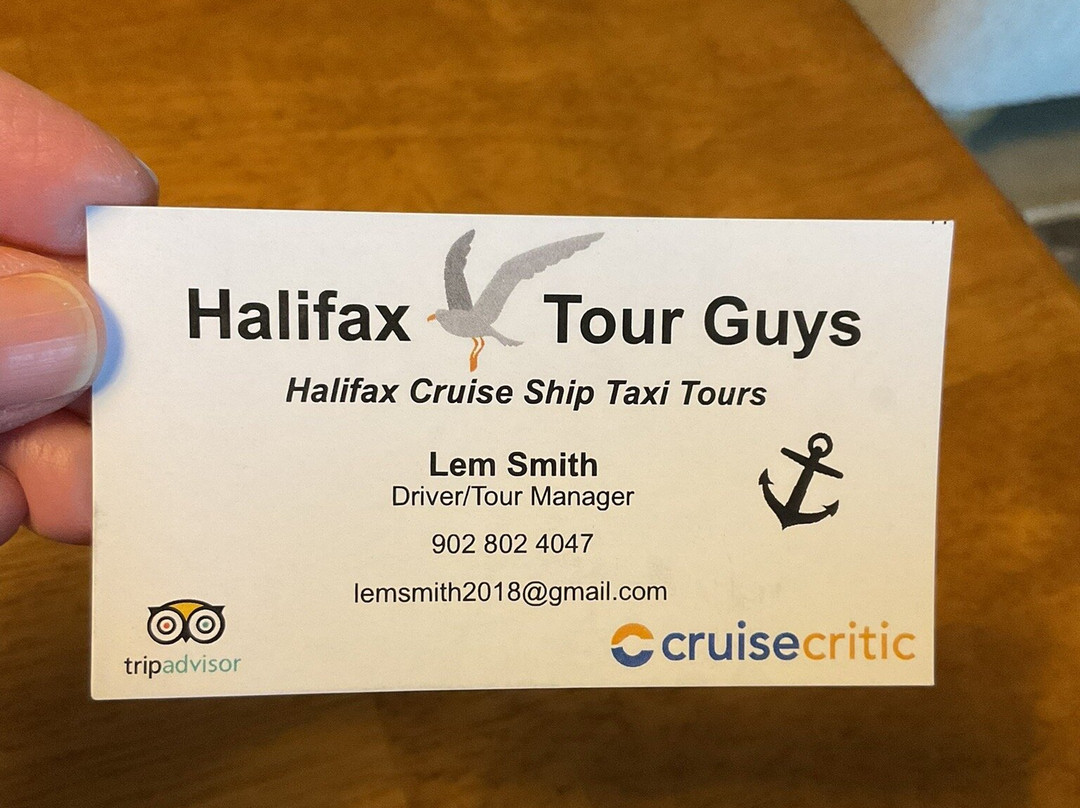 Halifax Tour Guys
Halifax Cruise Ship Taxi Tours
Lem Smith
Driver/Tour Manager
902 802 4047
lemsmith2018@gmail.com
tripadvisor
cruisecritic